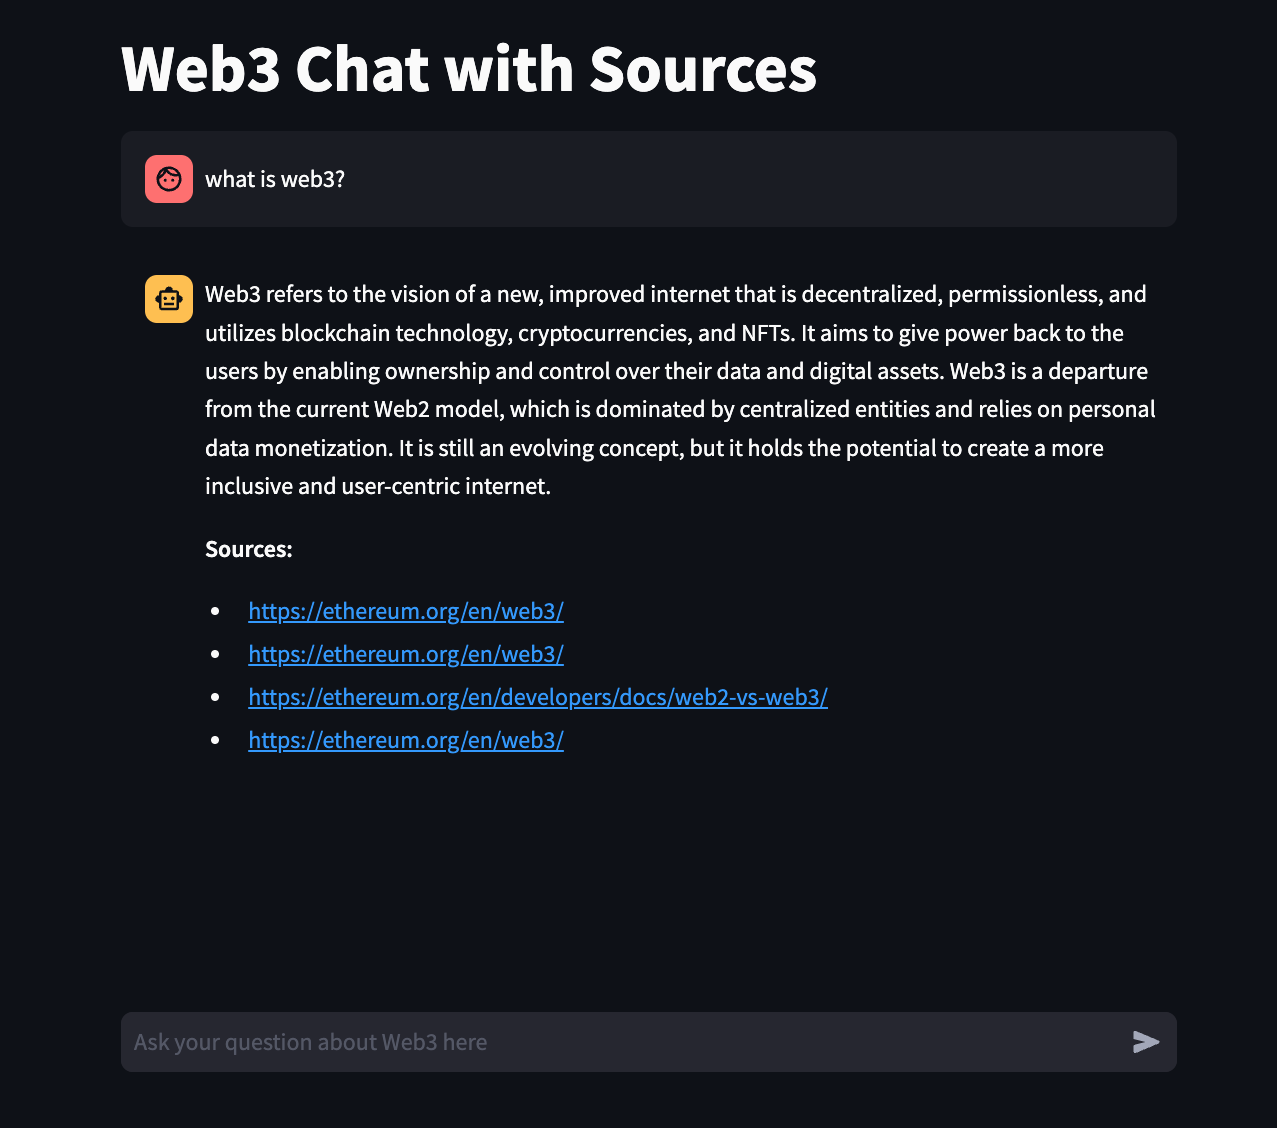 Web3 Chat with Sources
what is web3?
Web3 refers to the vision of a new, improved internet that is decentralized, permissionless, and
utilizes blockchain technology, cryptocurrencies, and NFTs. It aims to give power back to the
users by enabling ownership and control over their data and digital assets. Web3 is a departure
from the current Web2 model, which is dominated by centralized entities and relies on personal
data monetization. It is still an evolving concept, but it holds the potential to create a more
inclusive and user-centric internet.
Sources:
https://ethereum.org/en/web3/
https://ethereum.org/en/web3/
https://ethereum.org/en/developers/docs/web2-vs-web3/
https://ethereum.org/en/web3/
Ask your question about Web3 here